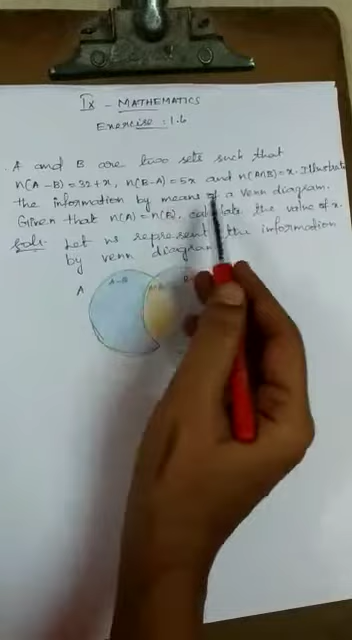 IX - MATHEMATICS
Exercise : 1.6
A and B are two sets such that
n(A-B)=32+x, n(B-A)=5x and n(A∩B)=x. Illustrate
the information by means of a Venn diagram.
Given that n(A)=n(B), calculate the value of x.
Soln: Let us represent the information
by venn diagram
A A-B